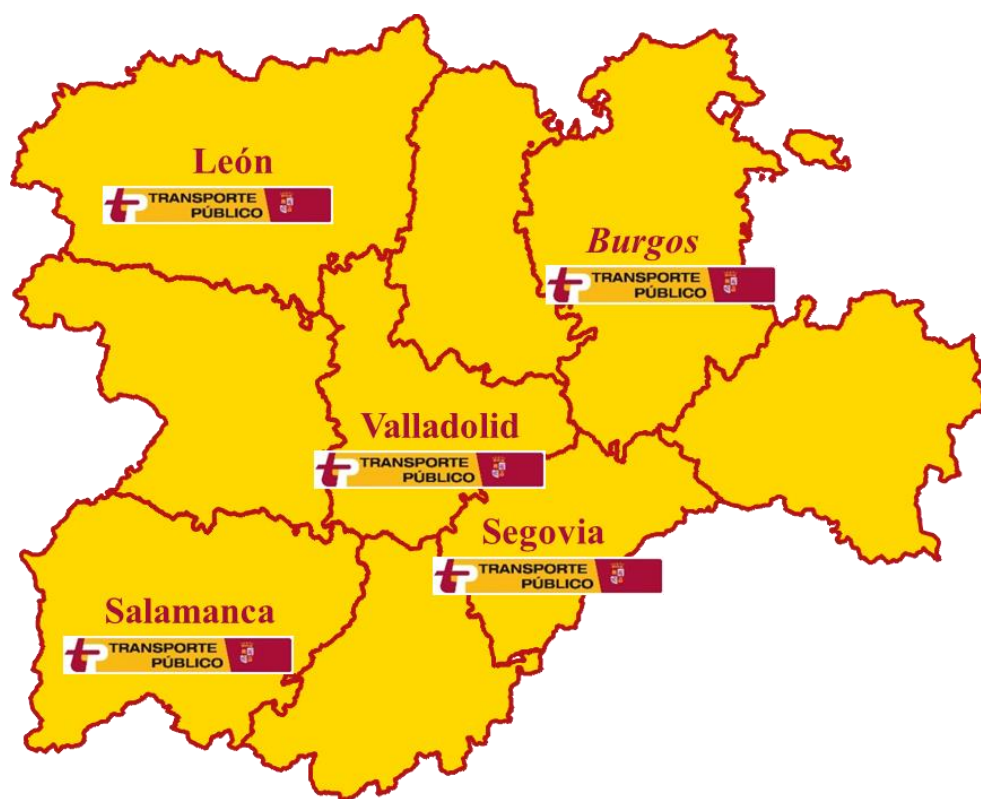 León
TRANSPORTE
PÚBLICO
Burgos
TRANSPORTE
PÚBLICO
Valladolid
TRANSPORTE
PÚBLICO
Segovia
TRANSPORTE
PÚBLICO
Salamanca
TRANSPORTE
PÚBLICO